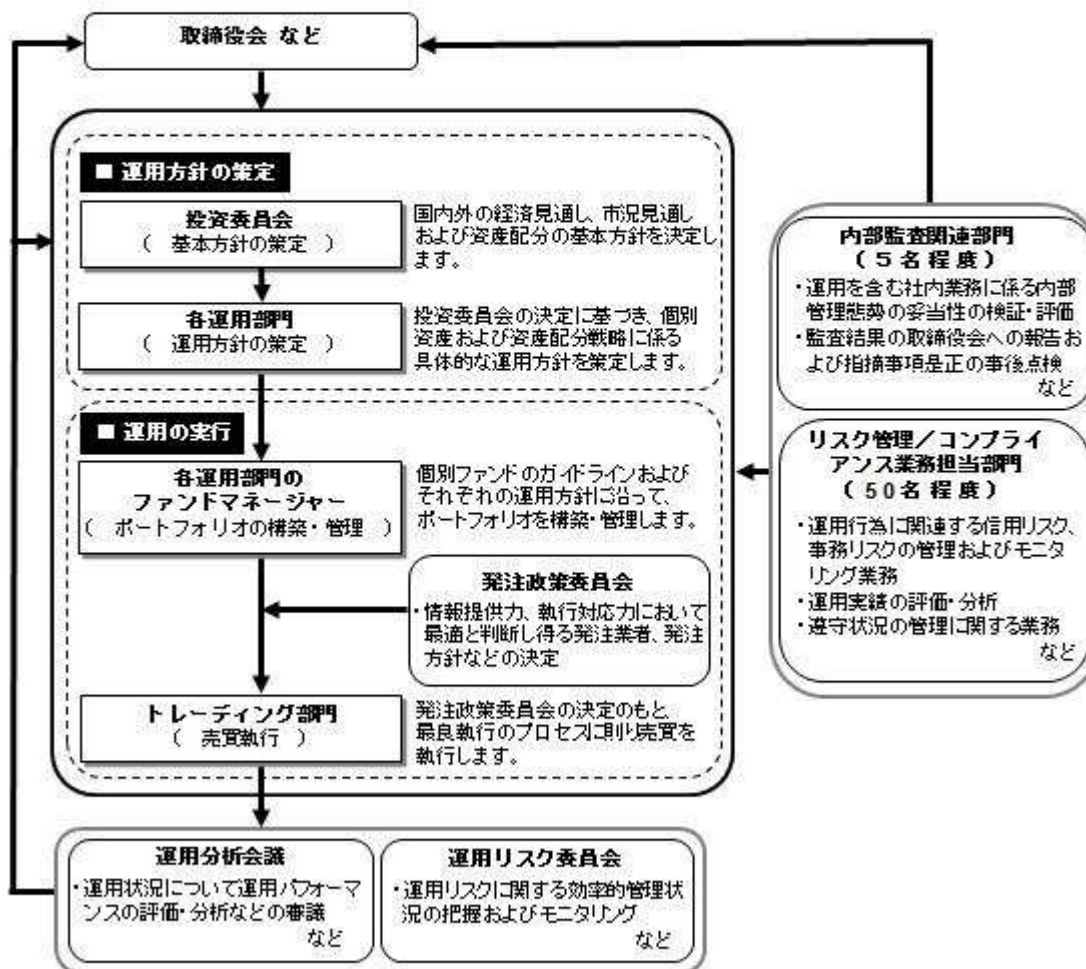 取締役会 など
■ 運用方針の策定
投資委員会
( 基本方針の策定 )
国内外の経済見通し、市況見通し
および資産配分の基本方針を決定し
ます。
各運用部門
( 運用方針の策定 )
投資委員会の決定に基づき、個別
資産および資産配分戦略に係る
具体的な運用方針を策定します。
■ 運用の実行
各運用部門の
ファンドマネージャー
( ポートフォリオの構築・管理 )
個別ファンドのガイドラインおよび
それぞれの運用方針に沿って、
ポートフォリオを構築・管理します。
発注政策委員会
・情報提供力、執行対応力において
最適と判断し得る発注業者、発注
方針などの決定
トレーディング部門
( 売買執行 )
発注政策委員会の決定のもと、
最良執行のプロセスに則り売買を
執行します。
運用分析会議
・運用状況について運用パフォーマ
ンスの評価・分析などの審議
など
運用リスク委員会
・運用リスクに関する効率的管理状
況の把握およびモニタリング
など
内部監査関連部門
(5名程度)
・運用を含む社内業務に係る内部
管理態勢の妥当性の検証・評価
・監査結果の取締役会への報告お
よび指摘事項是正の事後点検
など
リスク管理/コンプライ
アンス業務担当部門
(50名程度)
・運用行為に関連する信用リスク、
事務リスクの管理およびモニタ
リング業務
・運用実績の評価・分析
・遵守状況の管理に関する業務
など